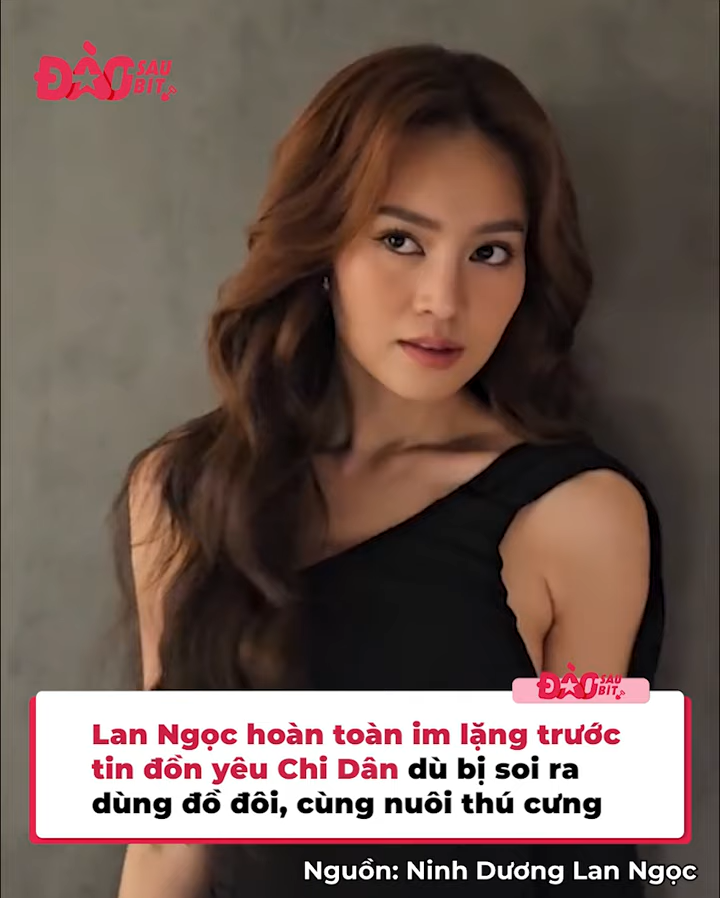 ĐÀO SAU BIT
Lan Ngọc hoàn toàn im lặng trước
tin đồn yêu Chi Dân dù bị soi ra
dùng đồ đôi, cùng nuôi thú cưng
ĐÀO SAU BIT
Nguồn: Ninh Dương Lan Ngọc